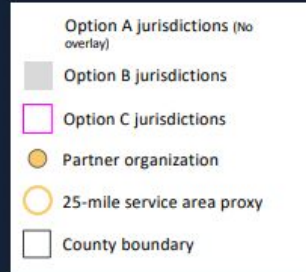 Option A jurisdictions (No
overlay)
Option B jurisdictions
Option C jurisdictions
Partner organization
25-mile service area proxy
County boundary